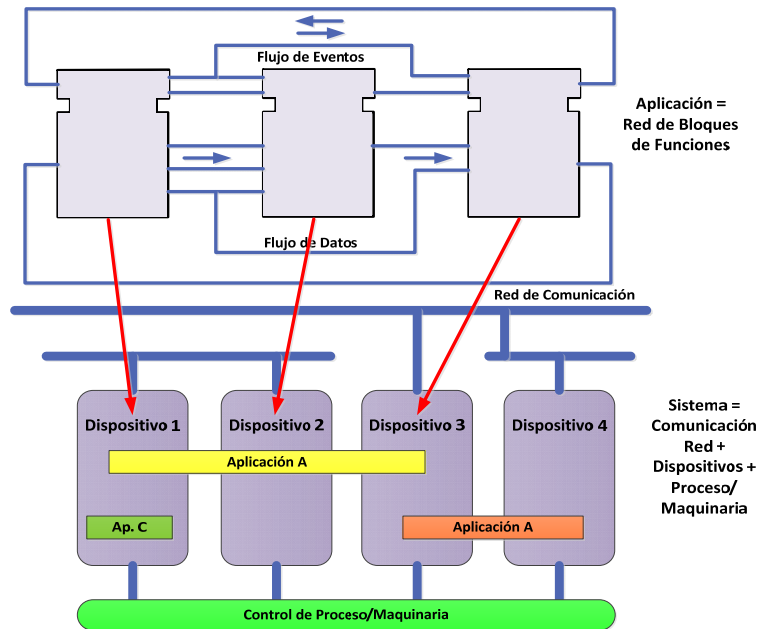 Flujo de Eventos
Aplicación =
Red de Bloques
de Funciones
Flujo de Datos
Red de Comunicación
Dispositivo 1
Dispositivo 2
Dispositivo 3
Dispositivo 4
Sistema =
Comunicación
Red +
Dispositivos +
Proceso/
Maquinaria
Aplicación A
Ap. C
Aplicación A
Control de Proceso/Maquinaria